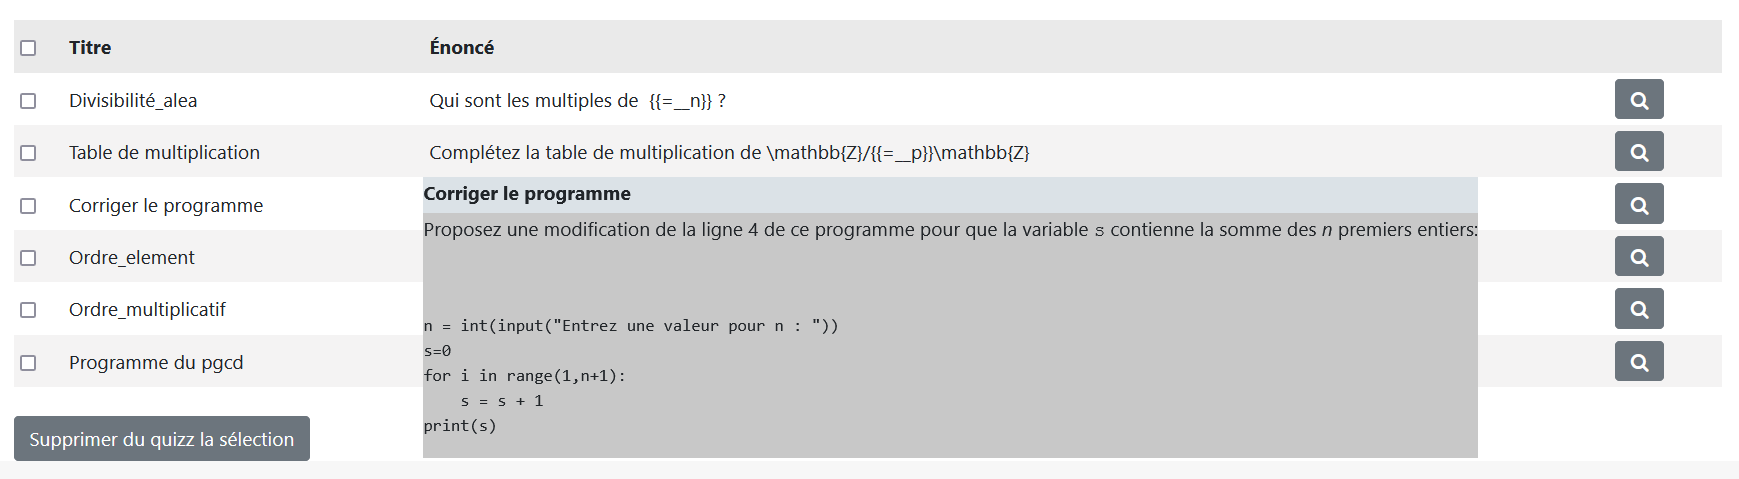 Titre Énoncé
Divisibilité_alea Qui sont les multiples de {{=__n}} ?
Table de multiplication Complétez la table de multiplication de \mathbb{Z}/{{=__p}}\mathbb{Z}
Corriger le programme
Ordre_element
Ordre_multiplicatif
Programme du pgcd
Corriger le programme
Proposez une modification de la ligne 4 de ce programme pour que la variable s contienne la somme des n premiers entiers:
n = int(input("Entrez une valeur pour n : "))
s=0
for i in range(1,n+1):
    s = s + 1
print(s)
Supprimer du quizz la sélection